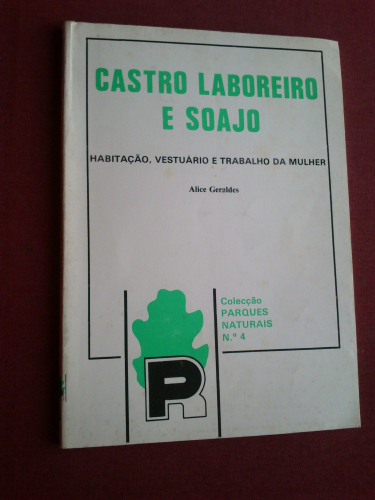 CASTRO LABOREIRO
E SOAJO
HABITAÇÃO, VESTUÁRIO E TRABALHO DA MULHER
Alice Geraldes
Colecção
PARQUES
NATURAIS
N.º 4
PR